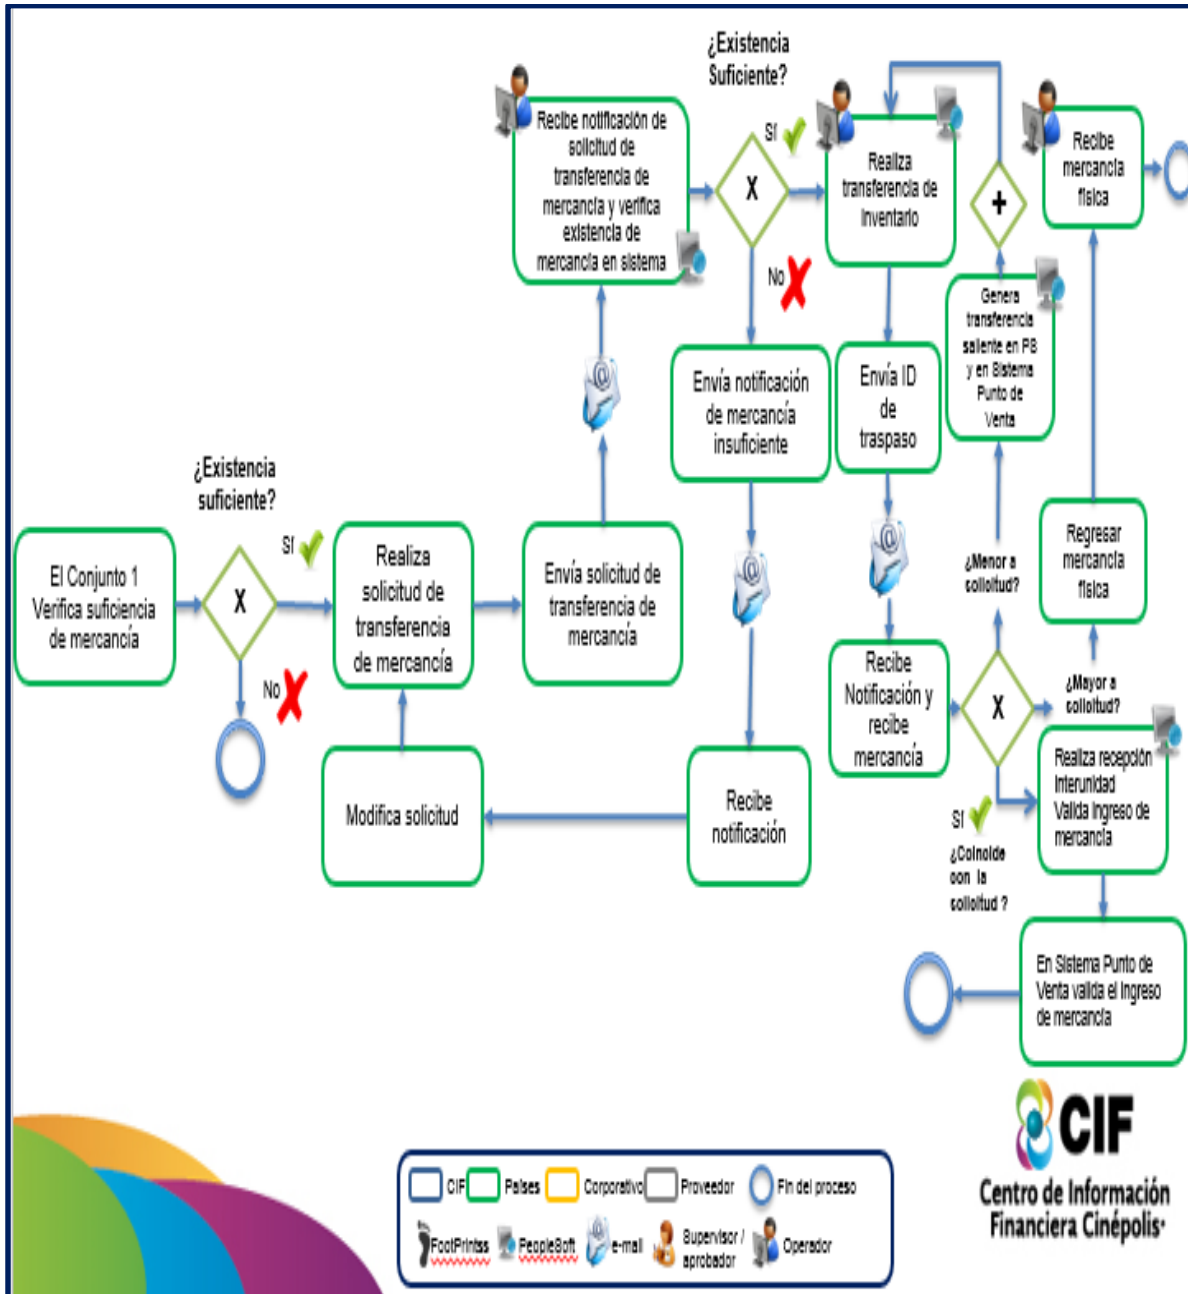 ¿Existencia
Suficiente?
Recibe notificación de
solicitud de
transferencia de
mercancía y verifica
existencia de
mercancía en sistema
X
Sí
No
Realiza
transferencia de
Inventario
+
Recibe
mercancía
física
Genera
transferencia
saliente en PS
y en Sistema
Punto de
Venta
Envía notificación
de mercancía
insuficiente
Envía ID
de
traspaso
¿Existencia
suficiente?
Sí
El Conjunto 1
Verifica suficiencia
de mercancía
X
No
Realiza
solicitud de
transferencia
de mercancía
Envía solicitud de
transferencia de
mercancía
¿Menor a
solicitud?
Regresar
mercancía
física
Recibe
Notificación y
recibe
mercancía
X
¿Mayor a
solicitud?
Modifica solicitud
Recibe
notificación
Realiza recepción
Interunidad
Valida Ingreso de
mercancía
Sí
¿Coincide
con la
solicitud ?
En Sistema Punto de
Venta valida el Ingreso
de mercancía
CIF
Centro de Información
Financiera Cinépolis
CIF
Países
Corporativo
Proveedor
Fin del proceso
FootPrintss
PeopleSoft
e-mail
Supervisor /
aprobador
Operador